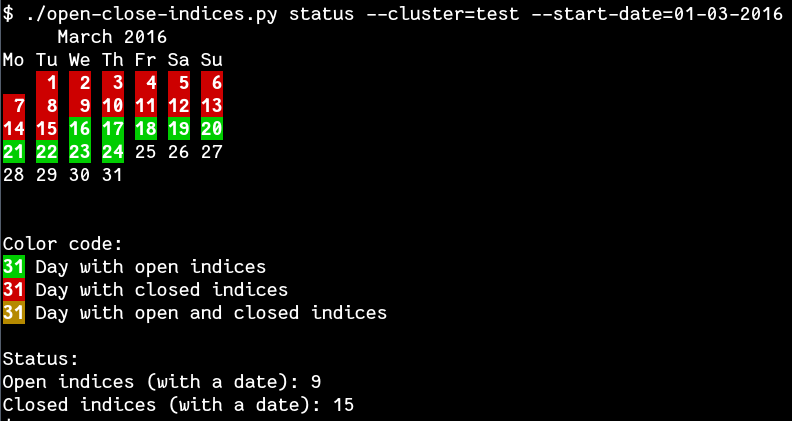 $ ./open-close-indices.py status --cluster=test --start-date=01-03-2016
March 2016
Mo Tu We Th Fr Sa Su
1 2 3 4 5 6
7 8 9 10 11 12 13
14 15 16 17 18 19 20
21 22 23 24 25 26 27
28 29 30 31
Color code:
31 Day with open indices
31 Day with closed indices
31 Day with open and closed indices
Status:
Open indices (with a date): 9
Closed indices (with a date): 15